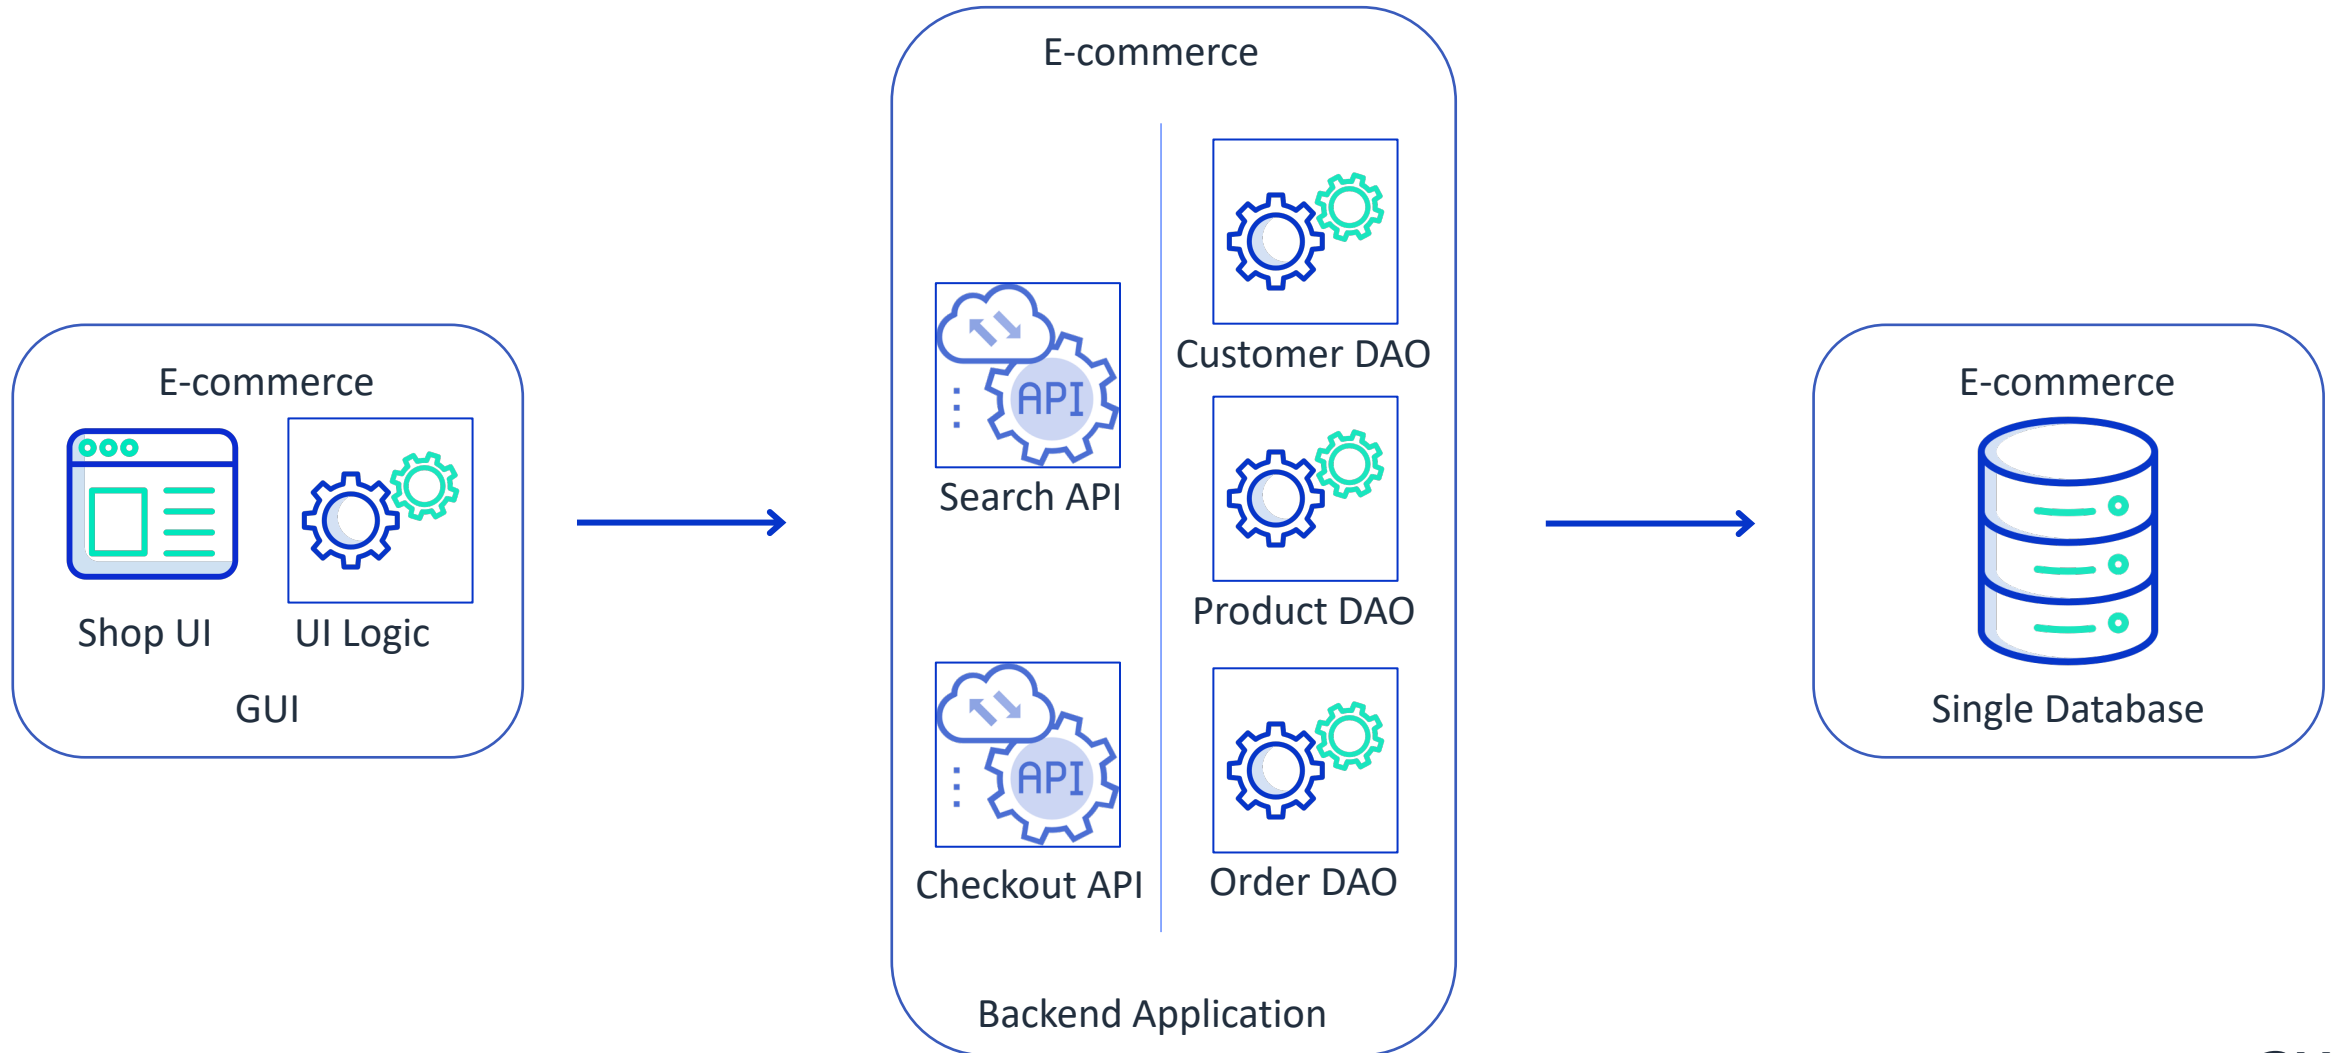 E-commerce
Shop UI
UI Logic
GUI
E-commerce
API
Search API
API
Checkout API
Customer DAO
Product DAO
Order DAO
Backend Application
E-commerce
Single Database